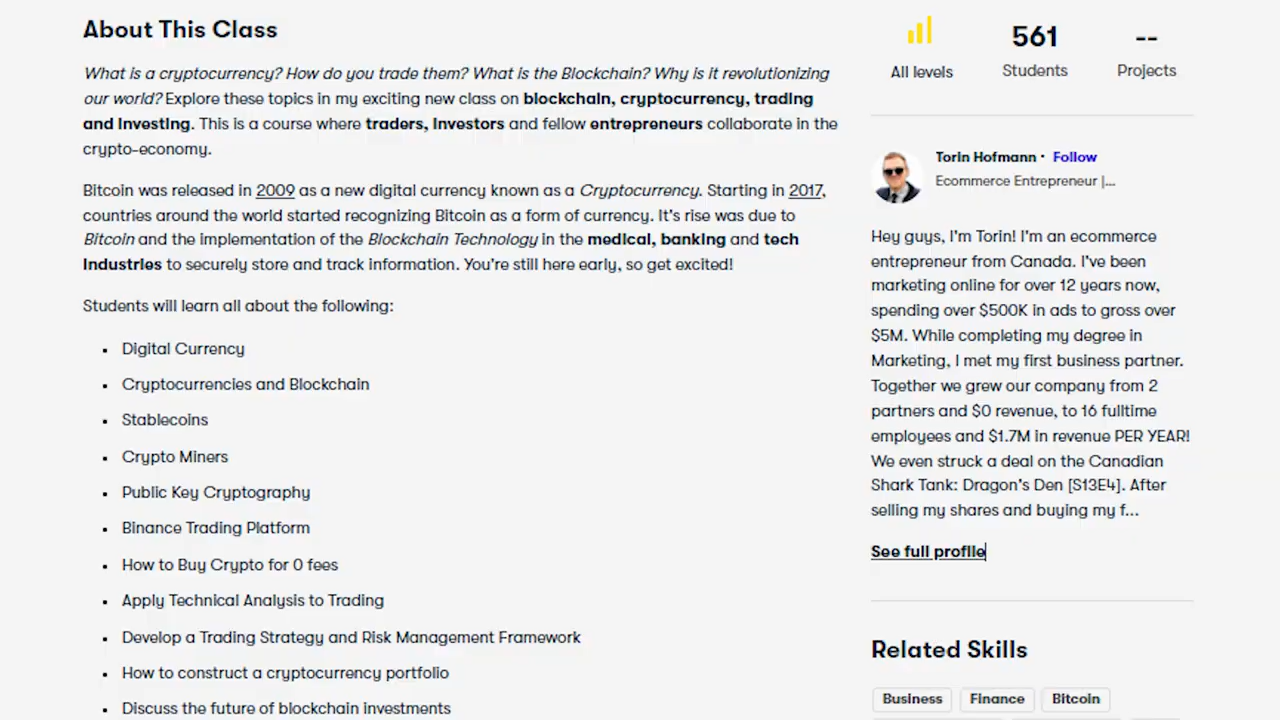 About This Class
What is a cryptocurrency? How do you trade them? What is the Blockchain? Why is it revolutionizing
our world? Explore these topics in my exciting new class on blockchain, cryptocurrency, trading
and investing. This is a course where traders, investors and fellow entrepreneurs collaborate in the
crypto-economy.
Bitcoin was released in 2009 as a new digital currency known as a Cryptocurrency. Starting in 2017,
countries around the world started recognizing Bitcoin as a form of currency. It's rise was due to
Bitcoin and the implementation of the Blockchain Technology in the medical, banking and tech
industries to securely store and track information. You're still here early, so get excited!
Students will learn all about the following:
• Digital Currency
• Cryptocurrencies and Blockchain
• Stablecoins
• Crypto Miners
• Public Key Cryptography
• Binance Trading Platform
• How to Buy Crypto for 0 fees
• Apply Technical Analysis to Trading
• Develop a Trading Strategy and Risk Management Framework
• How to construct a cryptocurrency portfolio
• Discuss the future of blockchain investments
561 --
All levels Students Projects
Torin Hofmann · Follow
Ecommerce Entrepreneur |...
Hey guys, I'm Torin! I'm an ecommerce
entrepreneur from Canada. I've been
marketing online for over 12 years now,
spending over $500K in ads to gross over
$5M. While completing my degree in
Marketing, I met my first business partner.
Together we grew our company from 2
partners and $0 revenue, to 16 fulltime
employees and $1.7M in revenue PER YEAR!
We even struck a deal on the Canadian
Shark Tank: Dragon's Den [S13E4]. After
selling my shares and buying my f...
See full profile
Related Skills
Business Finance Bitcoin